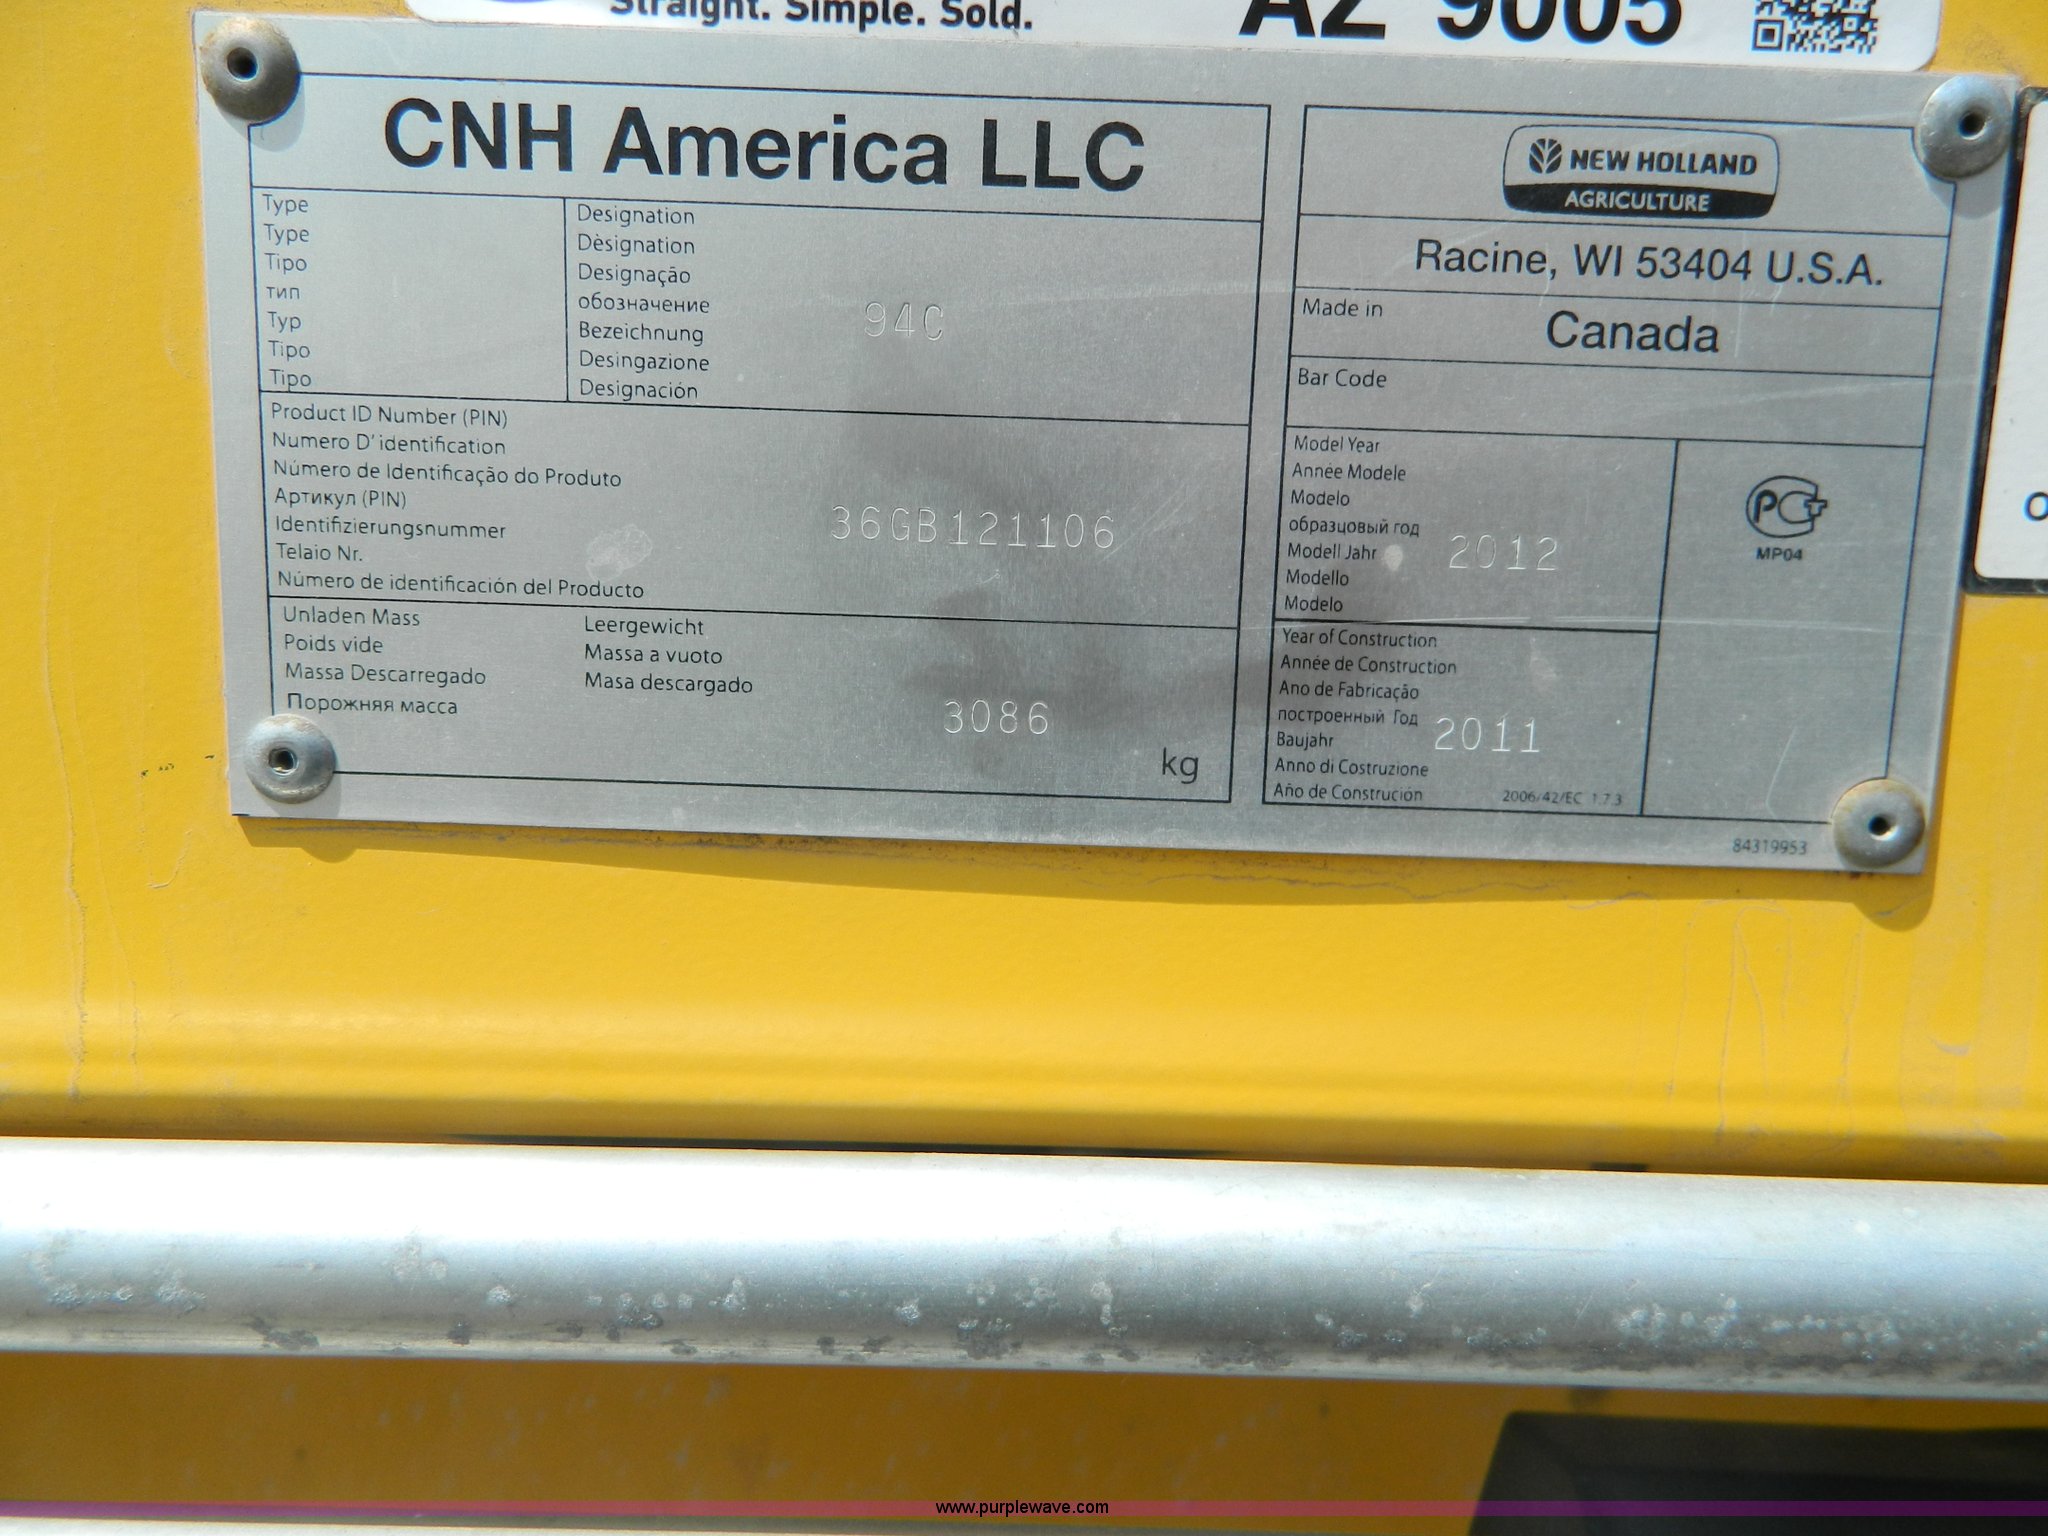 Straight. Simple. Sold.
AZ 9005
CNH America LLC
Type
Type
Tipo
тип
Typ
Tipo
Tipo
Designation
Dèsignation
Designação
обозначение
Bezeichnung
Desingazione
Designación
94C
Product ID Number (PIN)
Numero D'identification
Número de Identificação do Produto
Артикул (PIN)
Identifizierungsnummer
Telaio Nr.
Número de identificación del Producto
36GB121106
Unladen Mass
Poids vide
Massa Descarregado
Порожняя масса
Leergewicht
Massa a vuoto
Masa descargado
3086
kg
NEW HOLLAND
AGRICULTURE
Racine, WI 53404 U.S.A.
Made in
Canada
Bar Code
Model Year
Année Modele
Modelo
образцовый год
Modell Jahr
Modello
Modelo
2012
PCT
MP04
Year of Construction
Année de Construction
Ano de Fabricação
построенный Год
Baujahr
Anno di Costruzione
Año de Construción
2011
2006/42/EC 1.7.3
84319953
www.purplewave.com